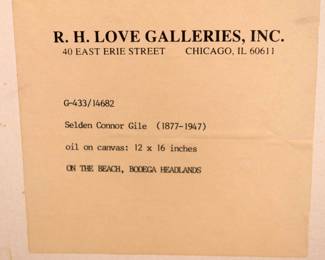 R. H. LOVE GALLERIES, INC.
40 EAST ERIE STREET CHICAGO, IL 60611
G-433/14682
Selden Connor Gile (1877-1947)
oil on canvas: 12 x 16 inches
ON THE BEACH, BODEGA HEADLANDS